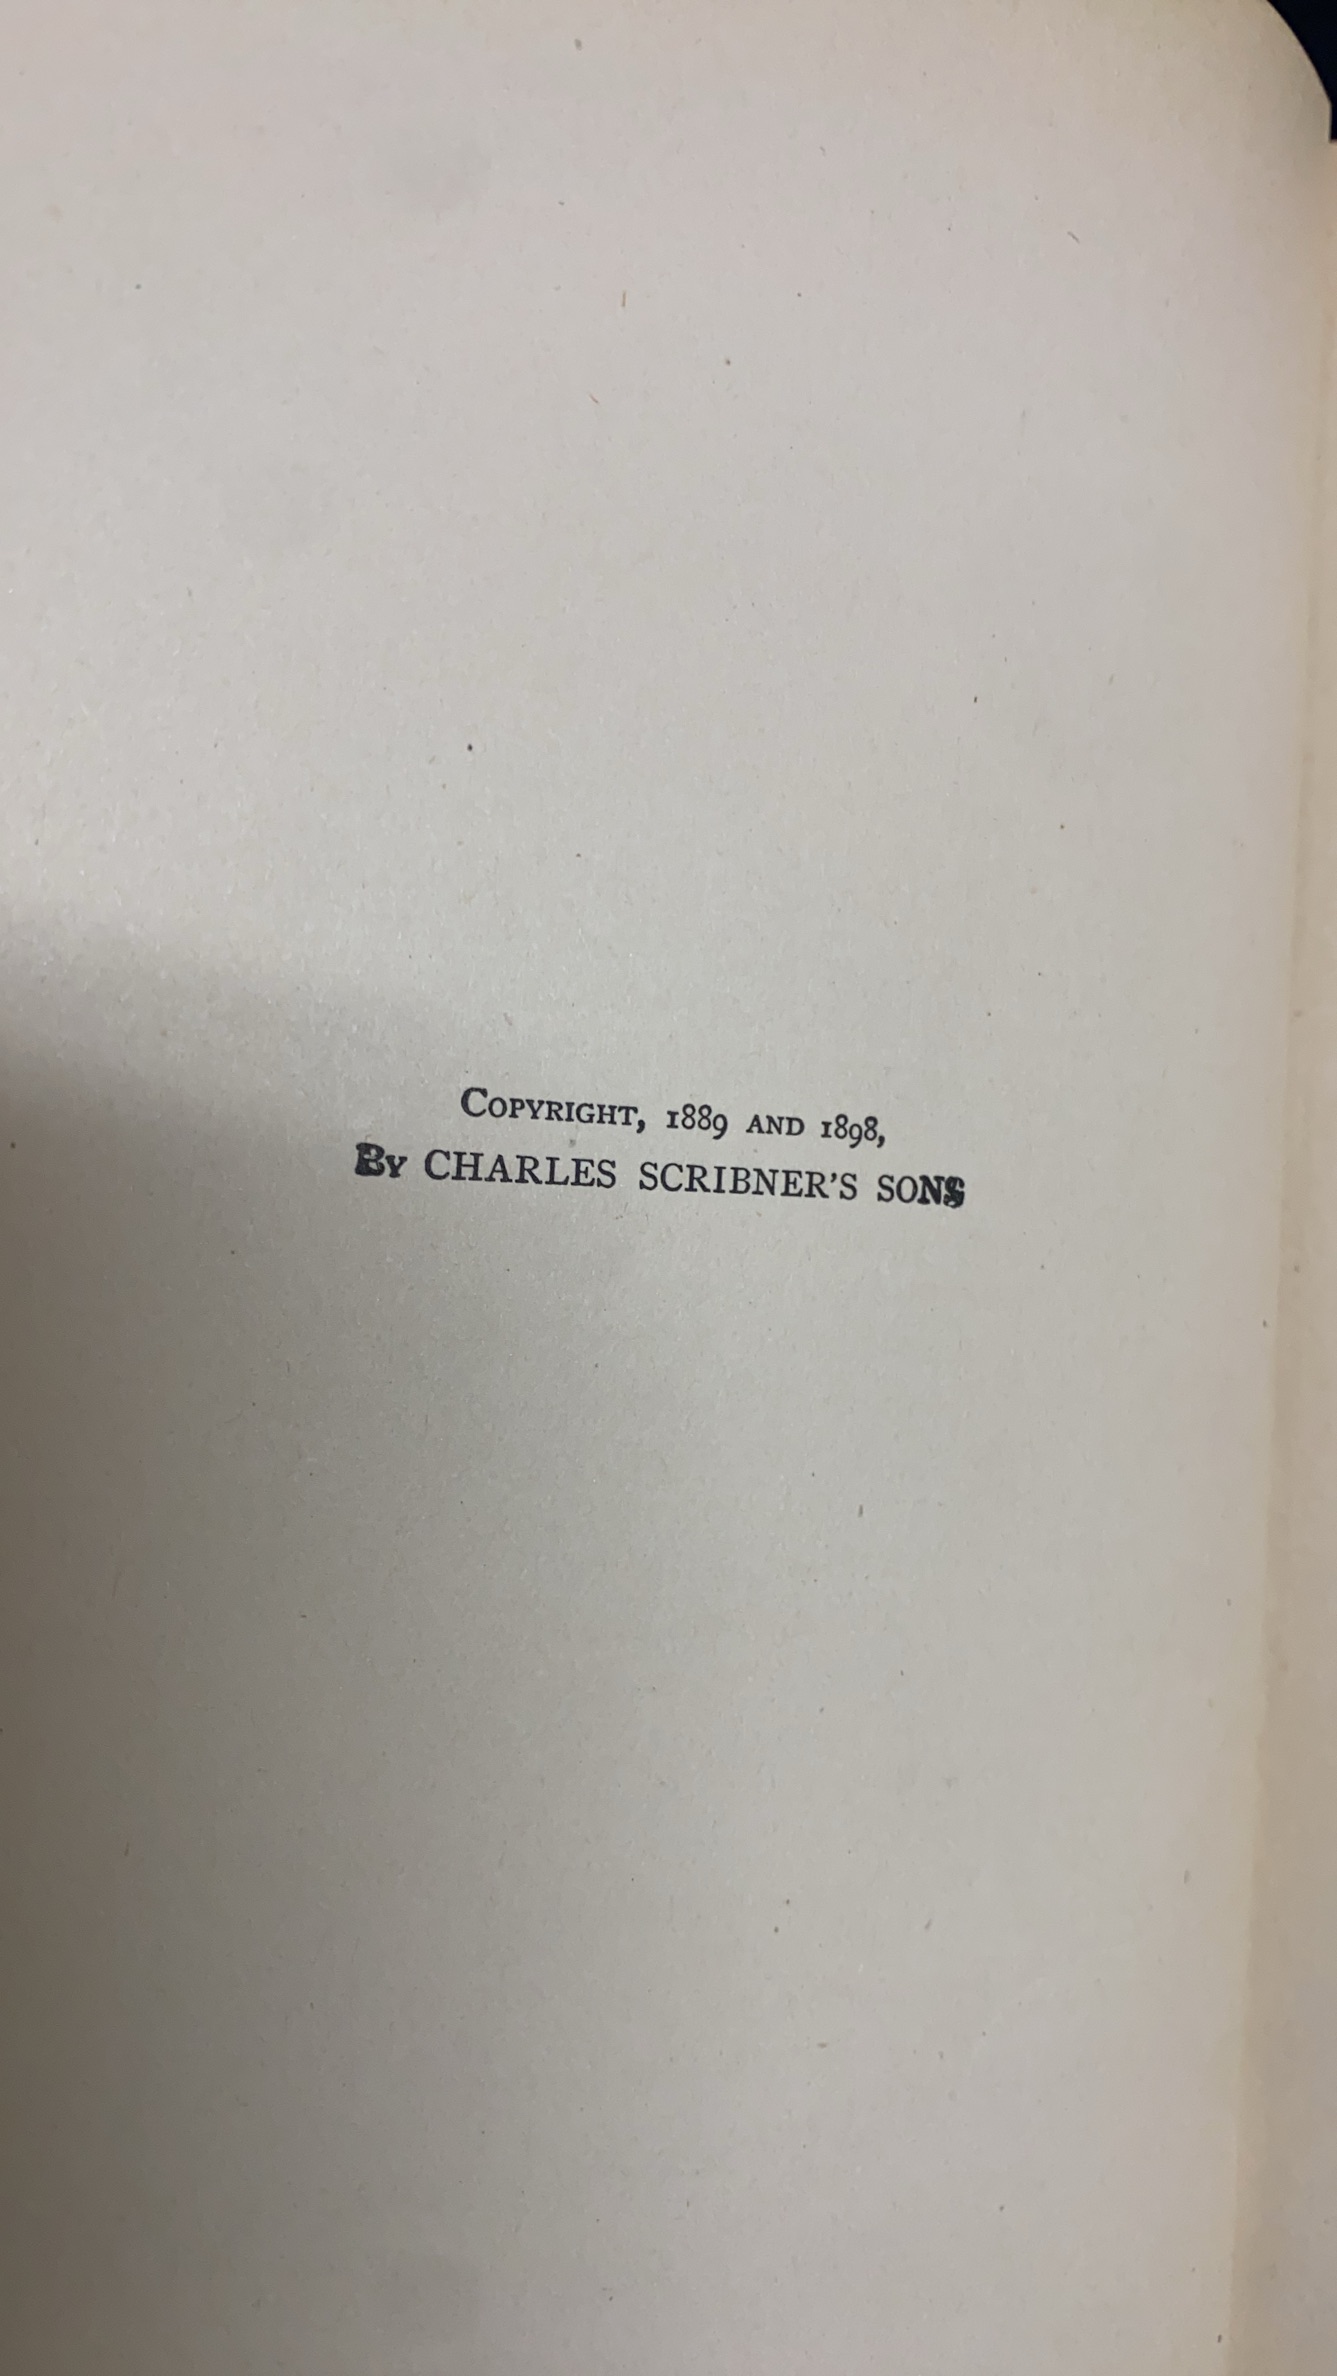 COPYRIGHT, 1889 AND 1898,
BY CHARLES SCRIBNER'S SONS